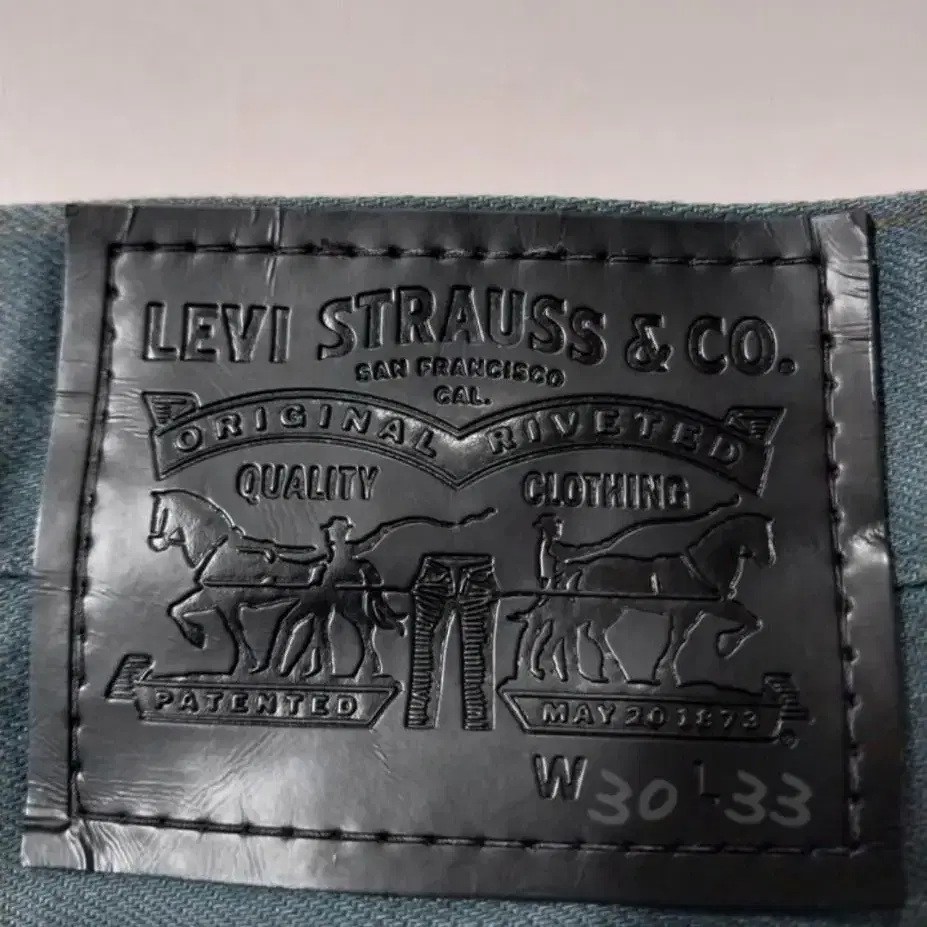 LEVI STRAUSS & CO.
SAN FRANCISCO
CAL.
ORIGINAL RIVETED
QUALITY CLOTHING
PATENTED MAY 20 1873
W 30 L 33